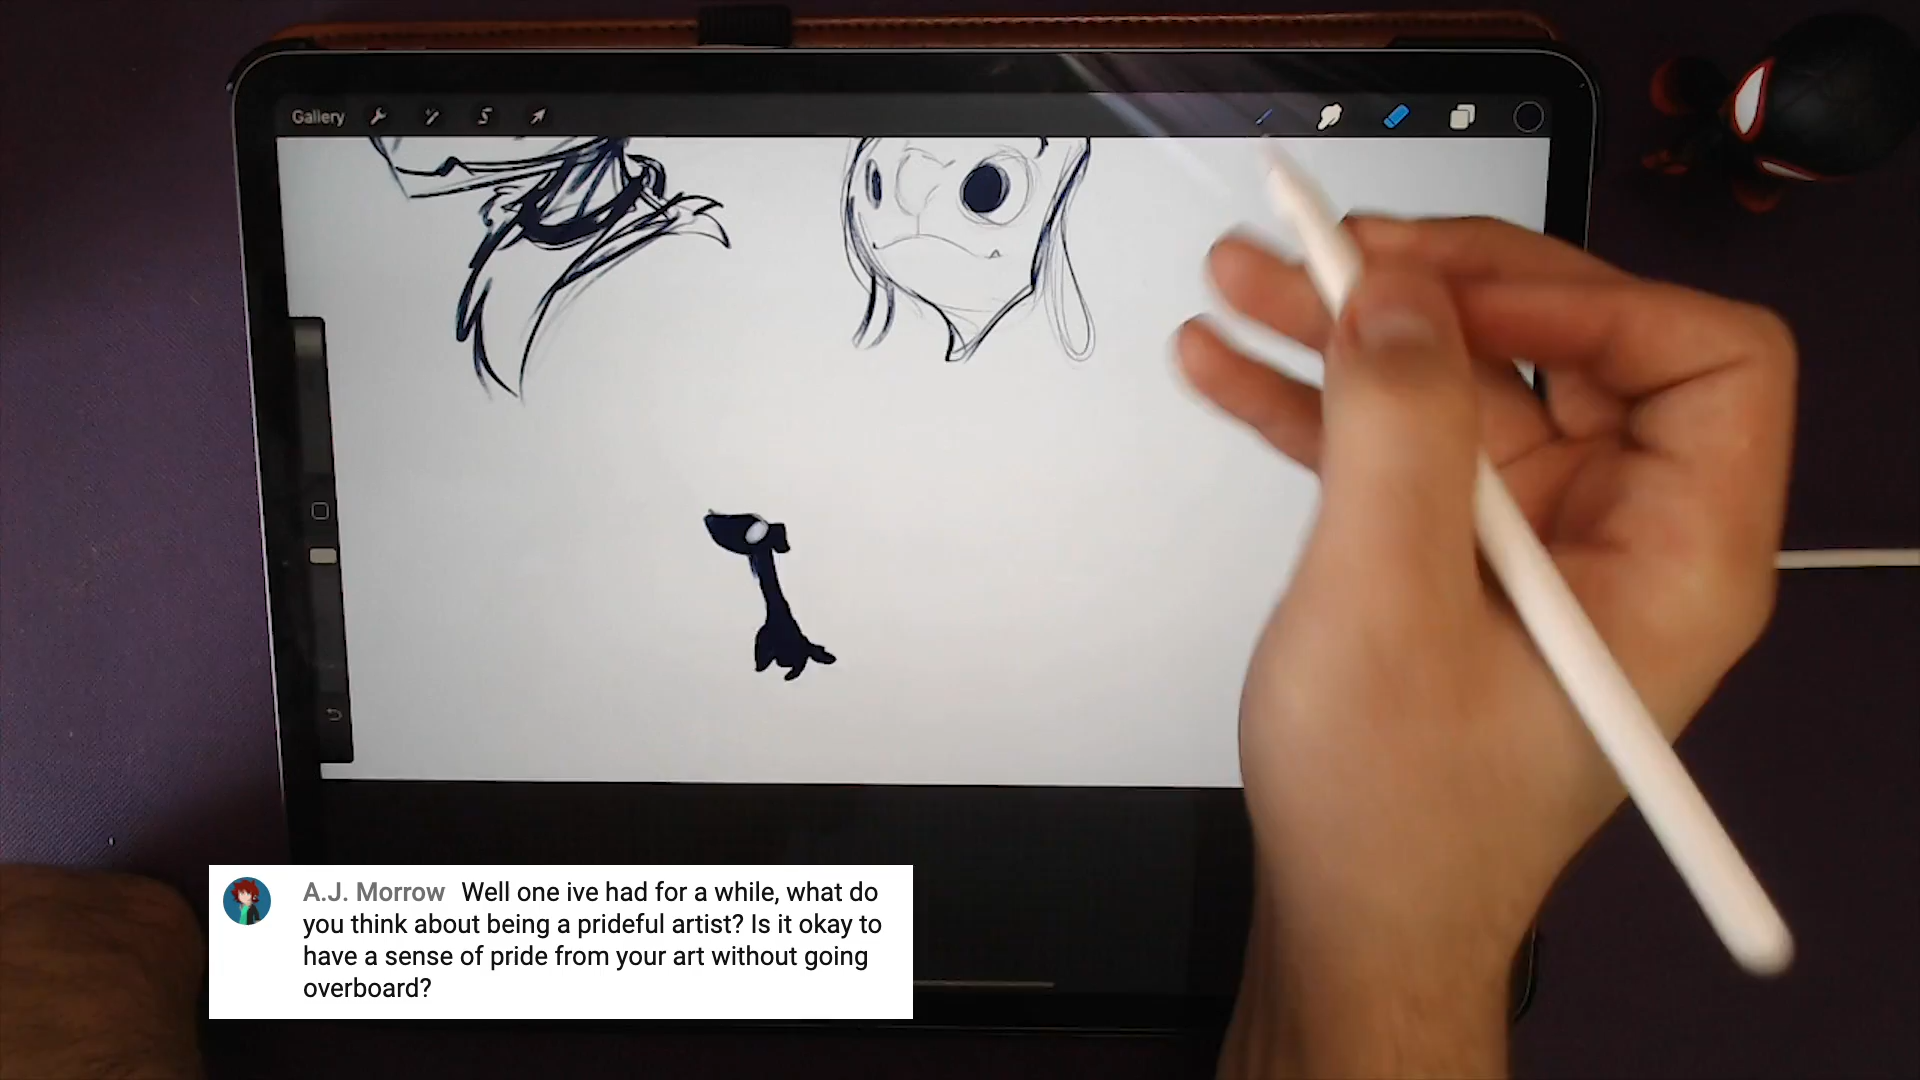 Gallery
A.J. Morrow Well one ive had for a while, what do
you think about being a prideful artist? Is it okay to
have a sense of pride from your art without going
overboard?